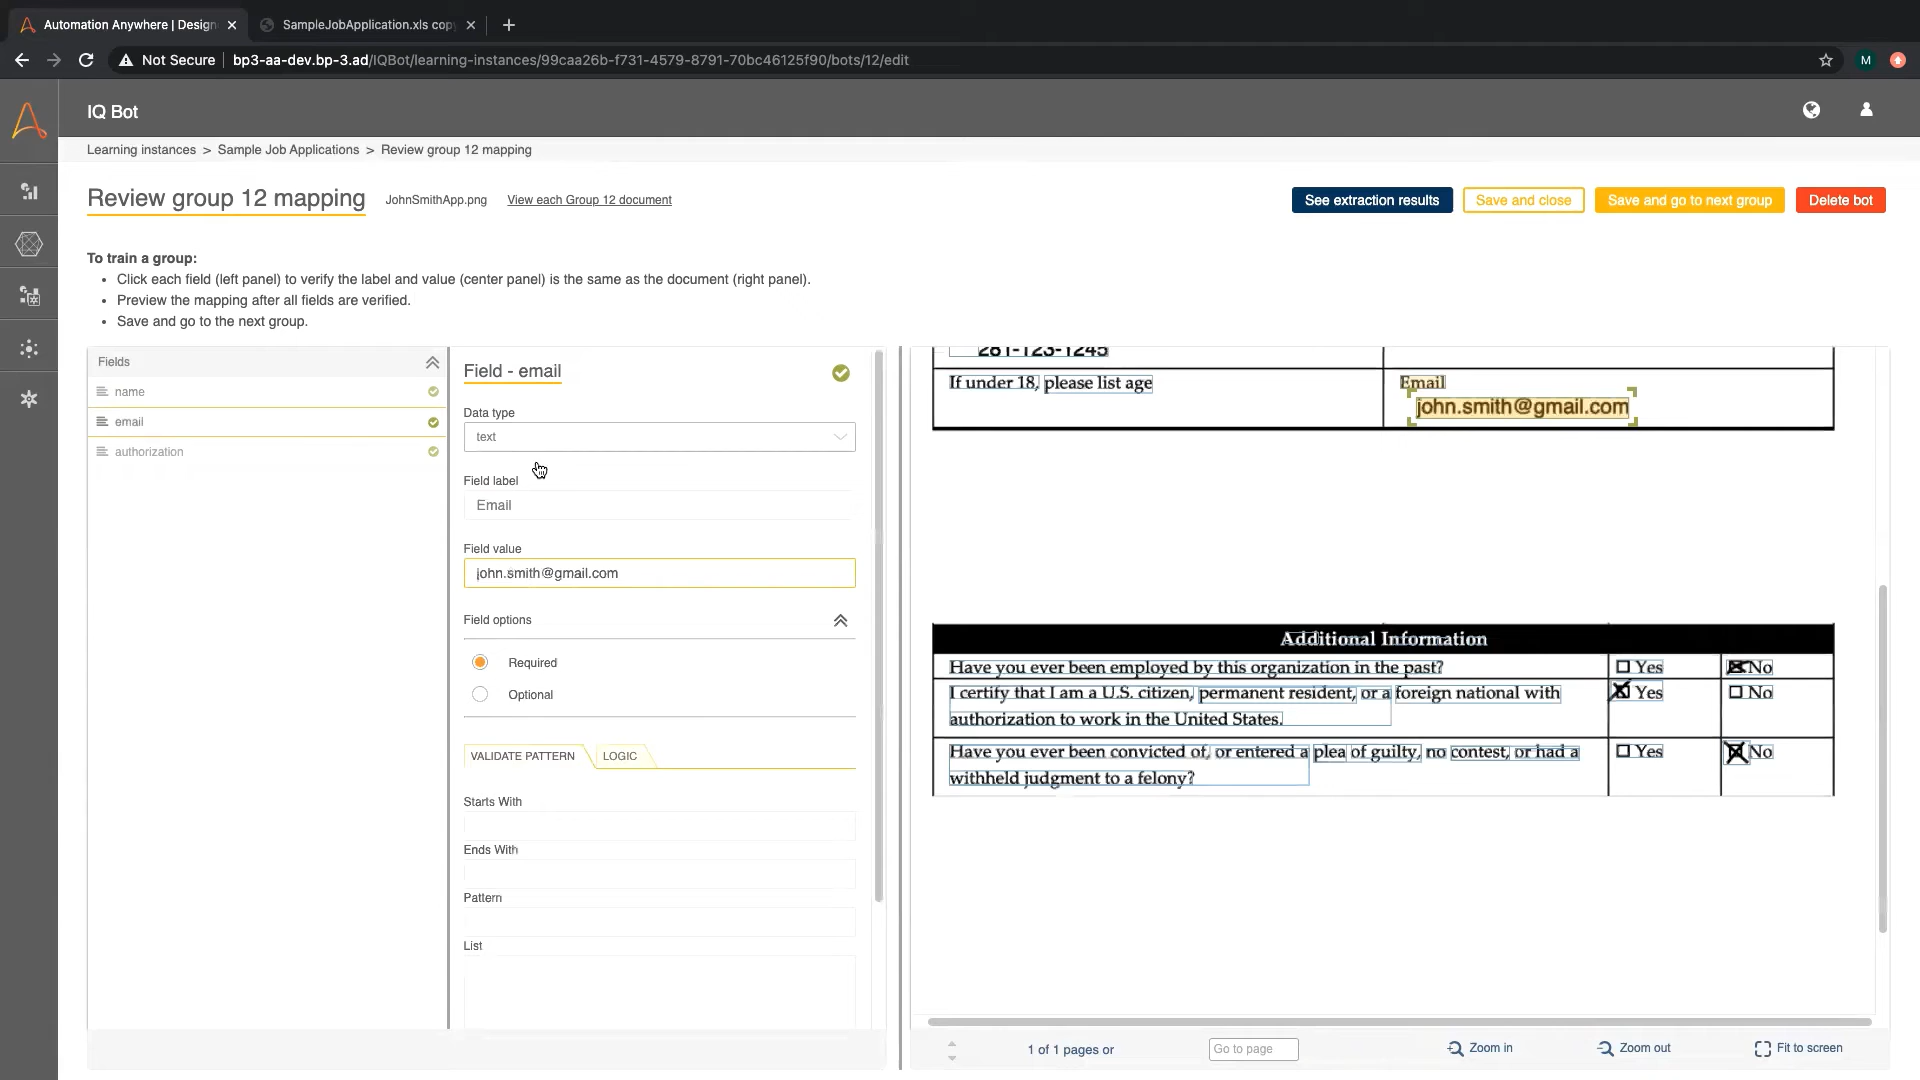 Automation Anywhere | Design
SampleJobApplication.xls cop
Not Secure
bp3-aa-dev.bp-3.ad/IQBot/learning-instances/99caa26b-f731-4579-8791-70bc46125f90/bots/12/edit
M
IQ Bot
Learning instances > Sample Job Applications > Review group 12 mapping
Review group 12 mapping
JohnSmithApp.png
View each Group 12 document
See extraction results
Save and close
Save and go to next group
Delete bot
To train a group:
• Click each field (left panel) to verify the label and value (center panel) is the same as the document (right panel).
• Preview the mapping after all fields are verified.
• Save and go to the next group.
Fields
name
email
authorization
Field - email
Data type
text
Field label
Email
Field value
john.smith@gmail.com
Field options
Required
Optional
VALIDATE PATTERN
LOGIC
Starts With
Ends With
Pattern
List
281-123-1245
If under 18, please list age
Email
john.smith@gmail.com
Additional Information
Have you ever been employed by this organization in the past?
Yes
No
I certify that I am a U.S. citizen, permanent resident, or a foreign national with
authorization to work in the United States.
Yes
No
Have you ever been convicted of, or entered a plea of guilty, no contest, or had a
withheld judgment to a felony?
Yes
No
1 of 1 pages or
Go to page
Zoom in
Zoom out
Fit to screen